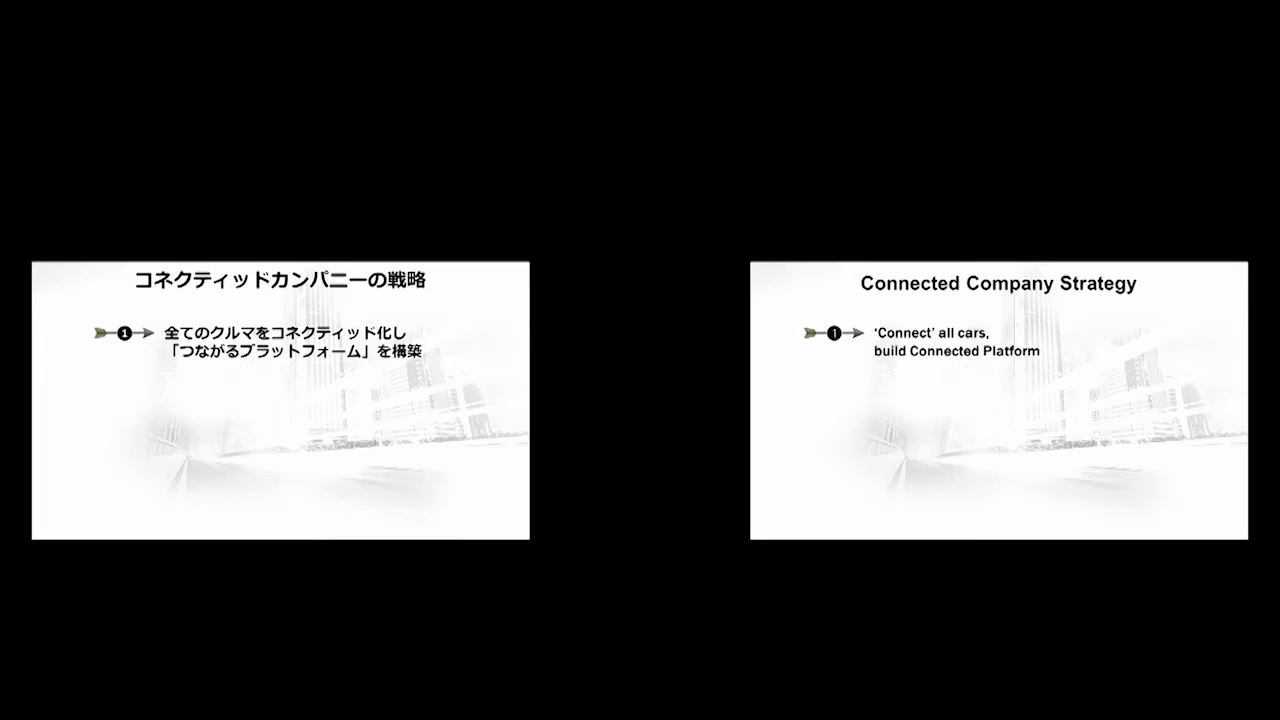 コネクティッドカンパニーの戦略
1
全てのクルマをコネクティッド化し
「つながるプラットフォーム」を構築
Connected Company Strategy
1
‘Connect’ all cars,
build Connected Platform